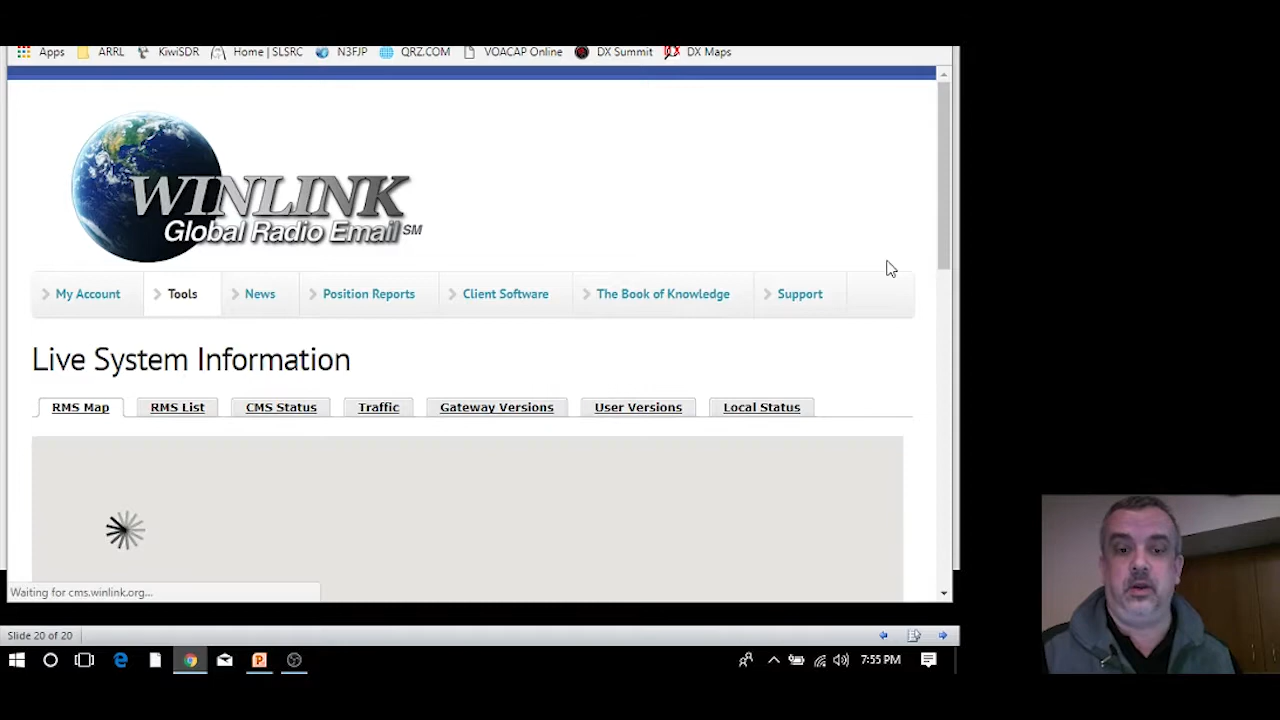 Apps ARRL KiwiSDR Home | SLSRC N3FJP QRZ.COM VOACAP Online DX Summit DX Maps
WINLINK
Global Radio Email SM
My Account Tools News Position Reports Client Software The Book of Knowledge Support
Live System Information
RMS Map RMS List CMS Status Traffic Gateway Versions User Versions Local Status
Waiting for cms.winlink.org...
Slide 20 of 20
7:55 PM